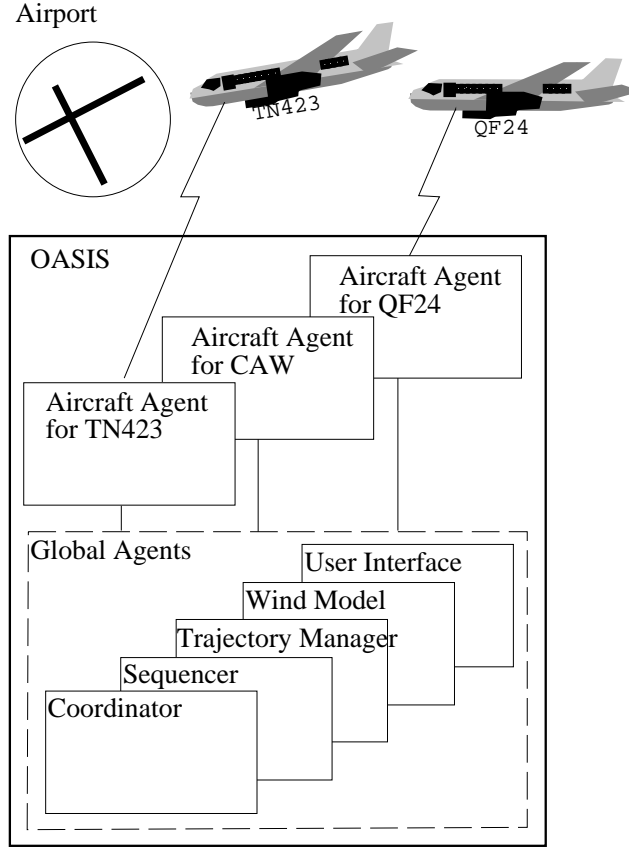 Airport
TN423
QF24
OASIS
Aircraft Agent
for QF24
Aircraft Agent
for CAW
Aircraft Agent
for TN423
Global Agents
User Interface
Wind Model
Trajectory Manager
Sequencer
Coordinator